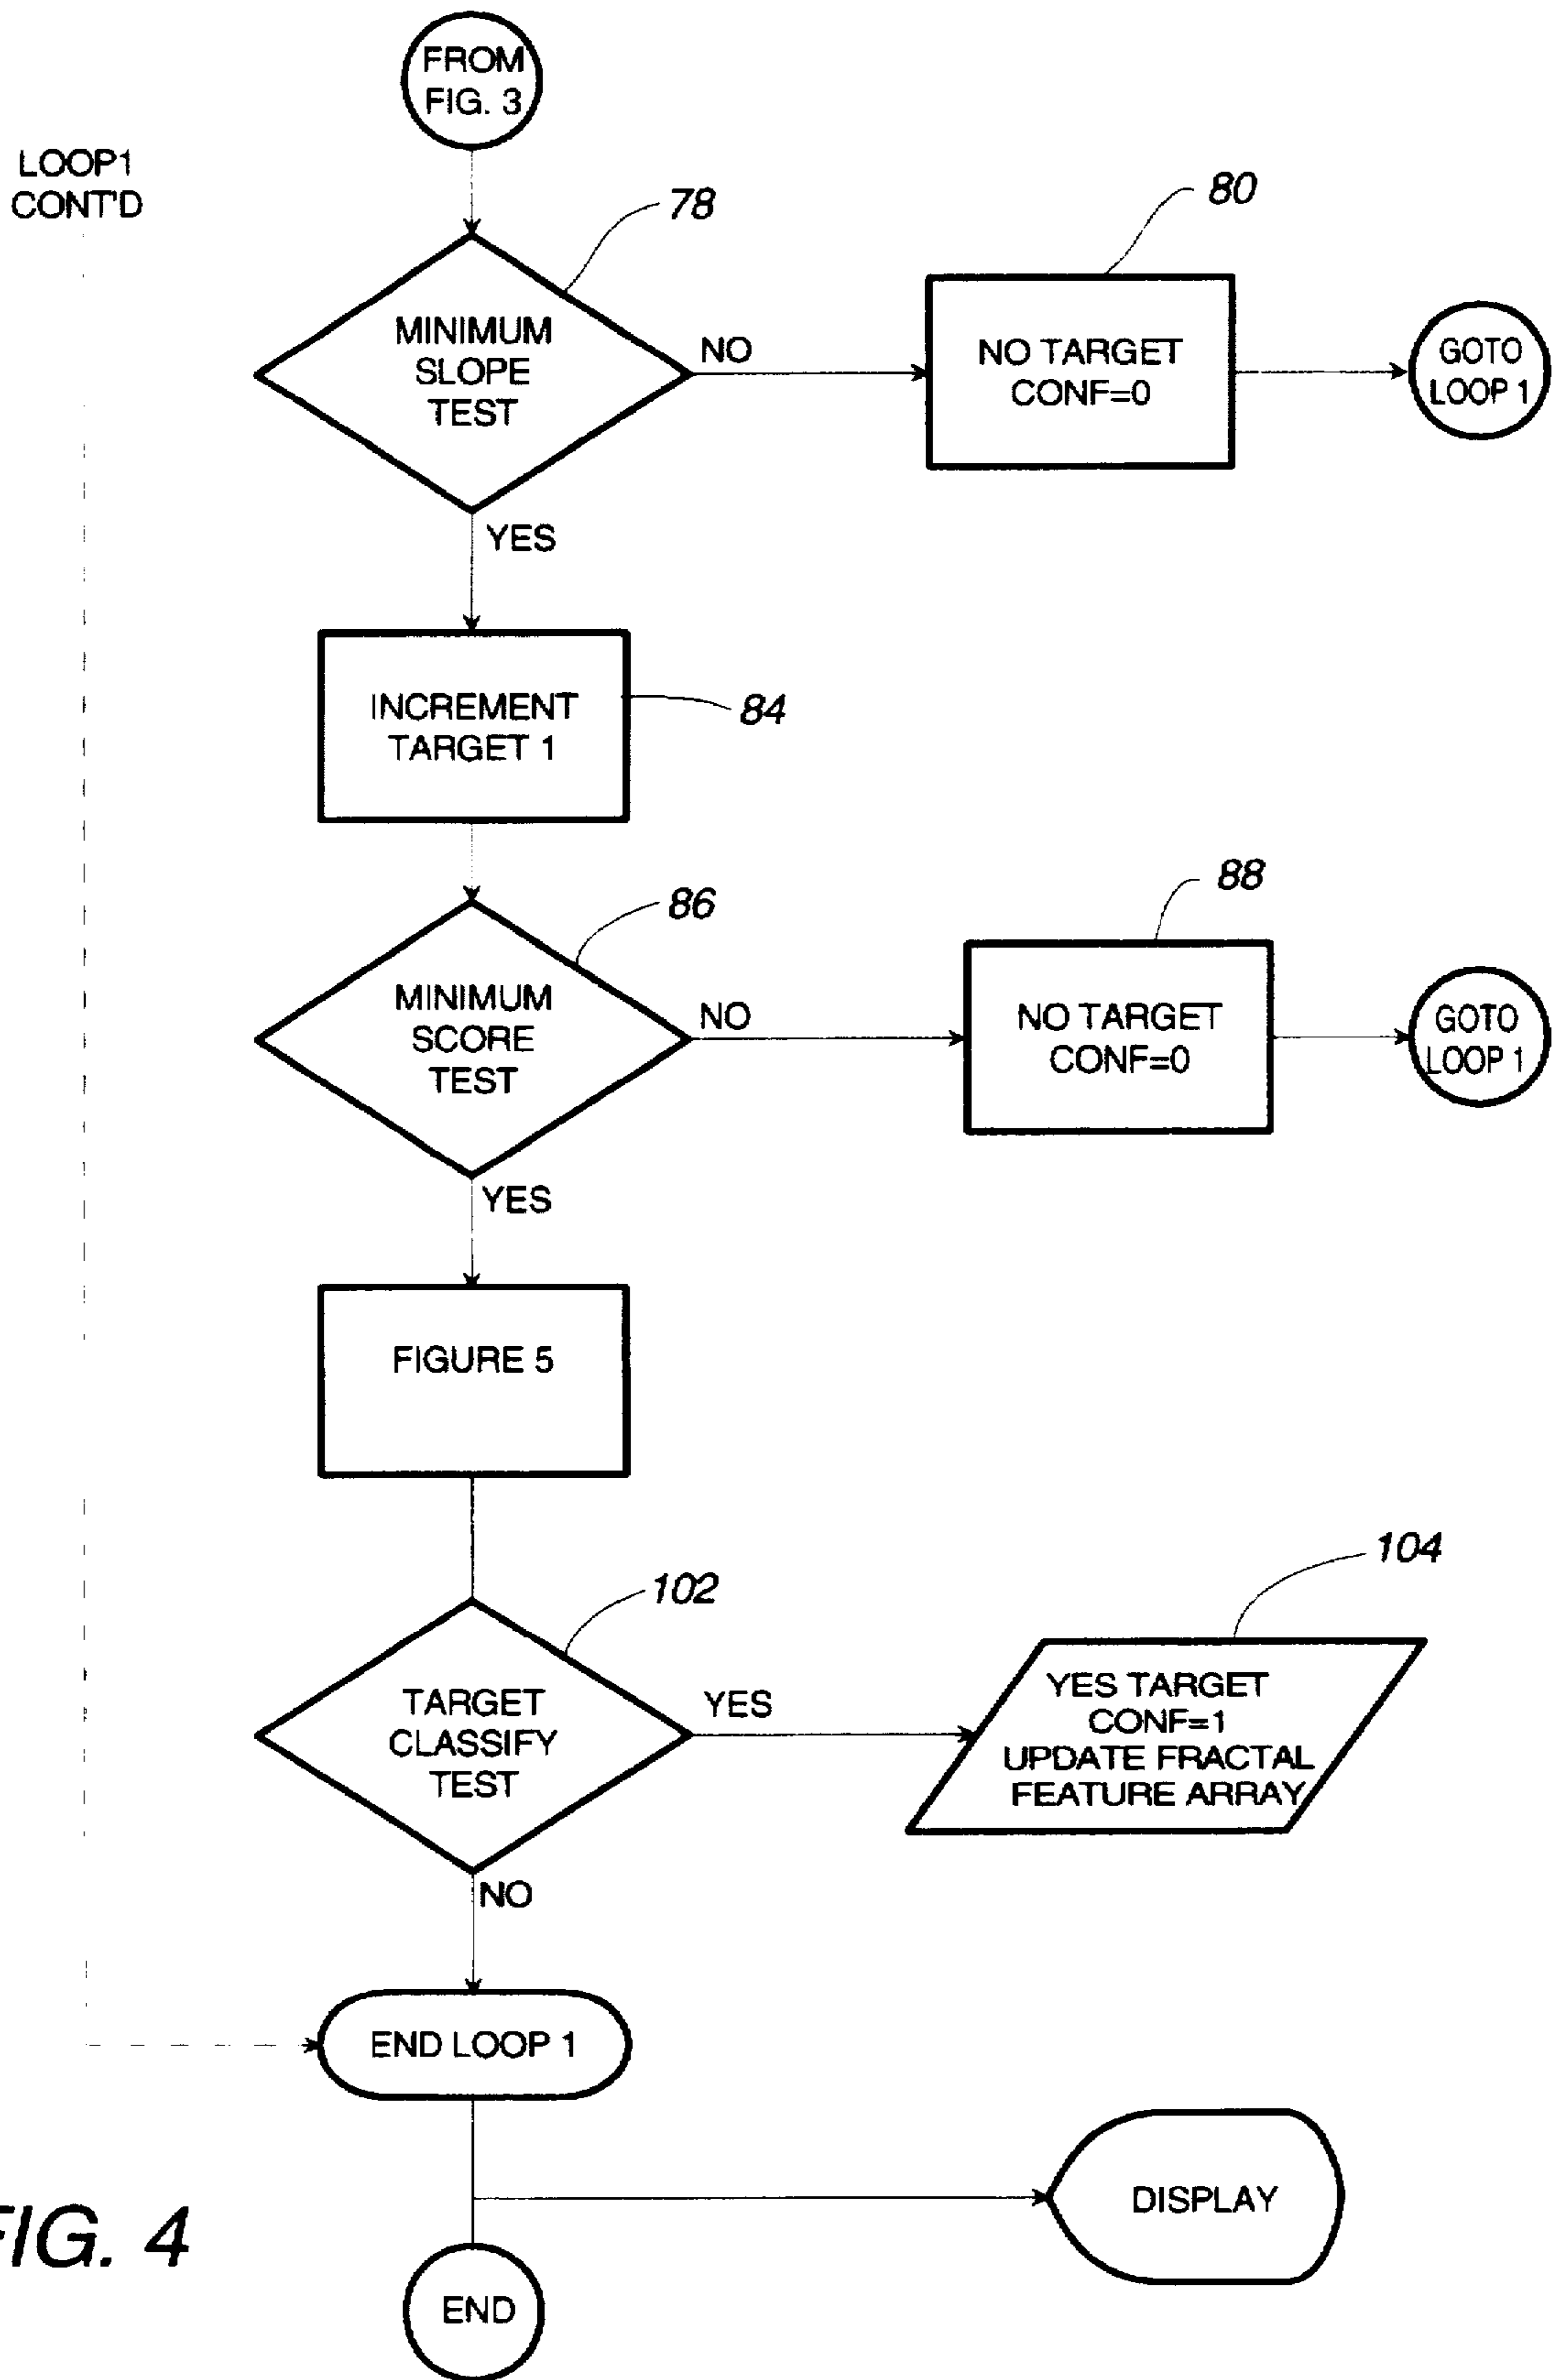 FROM
FIG. 3
LOOP1
CONT'D
78
80
MINIMUM
SLOPE
TEST
NO
NO TARGET
CONF=0
GOTO
LOOP 1
YES
INCREMENT
TARGET 1
84
86
88
MINIMUM
SCORE
TEST
NO
NO TARGET
CONF=0
GOTO
LOOP 1
YES
FIGURE 5
102
104
TARGET
CLASSIFY
TEST
YES
YES TARGET
CONF=1
UPDATE FRACTAL
FEATURE ARRAY
NO
END LOOP 1
DISPLAY
FIG. 4
END